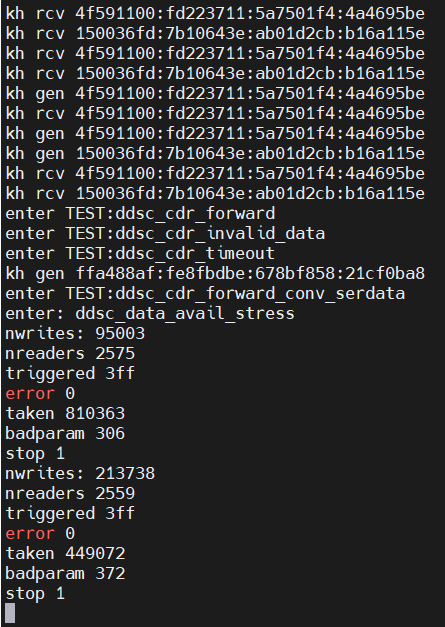 kh rcv 4f591100:fd223711:5a7501f4:4a4695be
kh rcv 150036fd:7b10643e:ab01d2cb:b16a115e
kh rcv 4f591100:fd223711:5a7501f4:4a4695be
kh rcv 150036fd:7b10643e:ab01d2cb:b16a115e
kh gen 4f591100:fd223711:5a7501f4:4a4695be
kh rcv 4f591100:fd223711:5a7501f4:4a4695be
kh gen 4f591100:fd223711:5a7501f4:4a4695be
kh gen 150036fd:7b10643e:ab01d2cb:b16a115e
kh rcv 4f591100:fd223711:5a7501f4:4a4695be
kh rcv 150036fd:7b10643e:ab01d2cb:b16a115e
enter TEST:ddsc_cdr_forward
enter TEST:ddsc_cdr_invalid_data
enter TEST:ddsc_cdr_timeout
kh gen ffa488af:fe8fbdbe:678bf858:21cf0ba8
enter TEST:ddsc_cdr_forward_conv_serdata
enter: ddsc_data_avail_stress
nwrites: 95003
nreaders 2575
triggered 3ff
error 0
taken 810363
badparam 306
stop 1
nwrites: 213738
nreaders 2559
triggered 3ff
error 0
taken 449072
badparam 372
stop 1